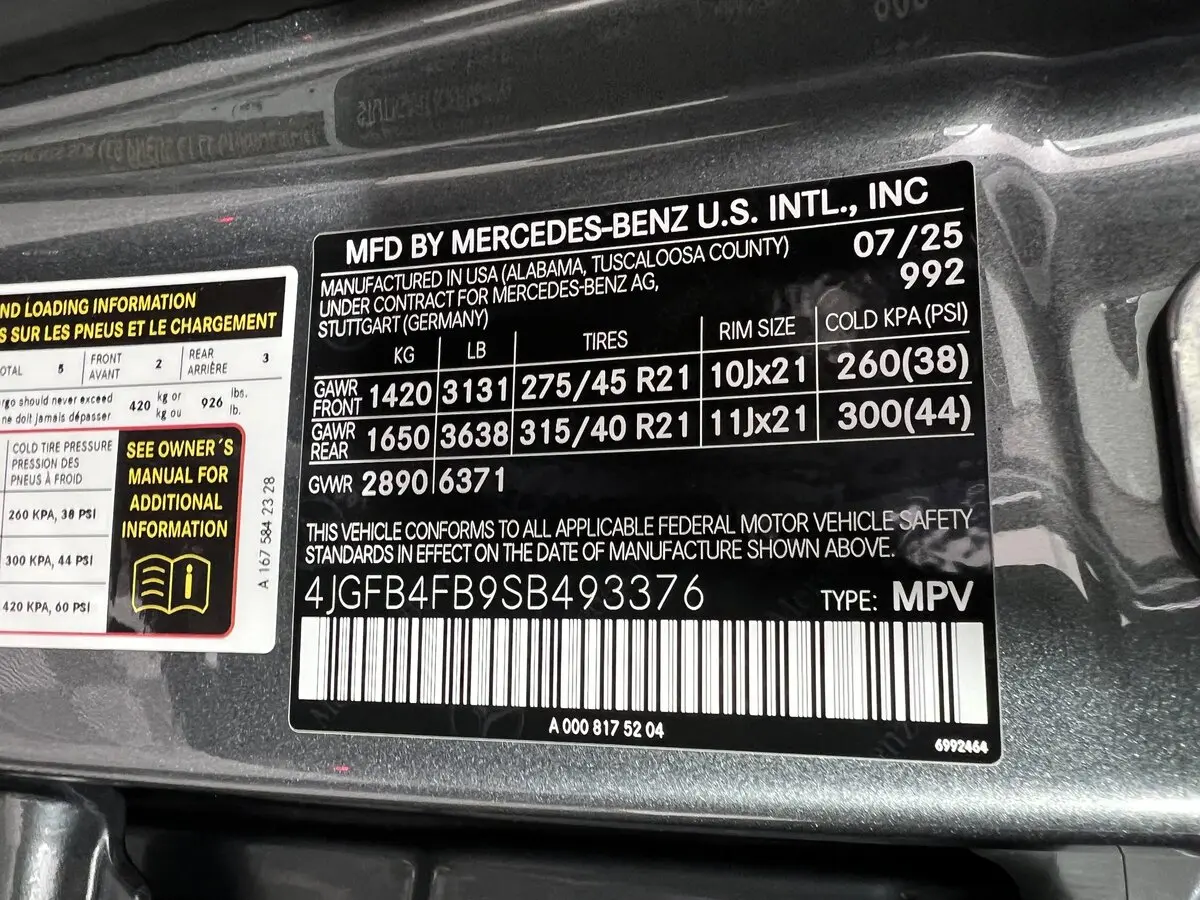 ND LOADING INFORMATION
S SUR LES PNEUS ET LE CHARGEMENT
OTAL 5 FRONT AVANT 2 REAR ARRIÈRE 3
rgo should never exceed
ne doit jamais dépasser
420 kg or kg ou 926 lbs. lb.
COLD TIRE PRESSURE
PRESSION DES
PNEUS À FROID
260 KPA, 38 PSI
300 KPA, 44 PSI
420 KPA, 60 PSI
SEE OWNER´S
MANUAL FOR
ADDITIONAL
INFORMATION
A 167 584 23 28
MFD BY MERCEDES-BENZ U.S. INTL., INC
MANUFACTURED IN USA (ALABAMA, TUSCALOOSA COUNTY)
UNDER CONTRACT FOR MERCEDES-BENZ AG,
STUTTGART (GERMANY)
07/25
992
KG LB TIRES RIM SIZE COLD KPA (PSI)
GAWR FRONT 1420 3131 275/45 R21 10Jx21 260(38)
GAWR REAR 1650 3638 315/40 R21 11Jx21 300(44)
GVWR 2890 6371
THIS VEHICLE CONFORMS TO ALL APPLICABLE FEDERAL MOTOR VEHICLE SAFETY
STANDARDS IN EFFECT ON THE DATE OF MANUFACTURE SHOWN ABOVE.
4JGFB4FB9SB493376 TYPE: MPV
A 000 817 52 04
6992464